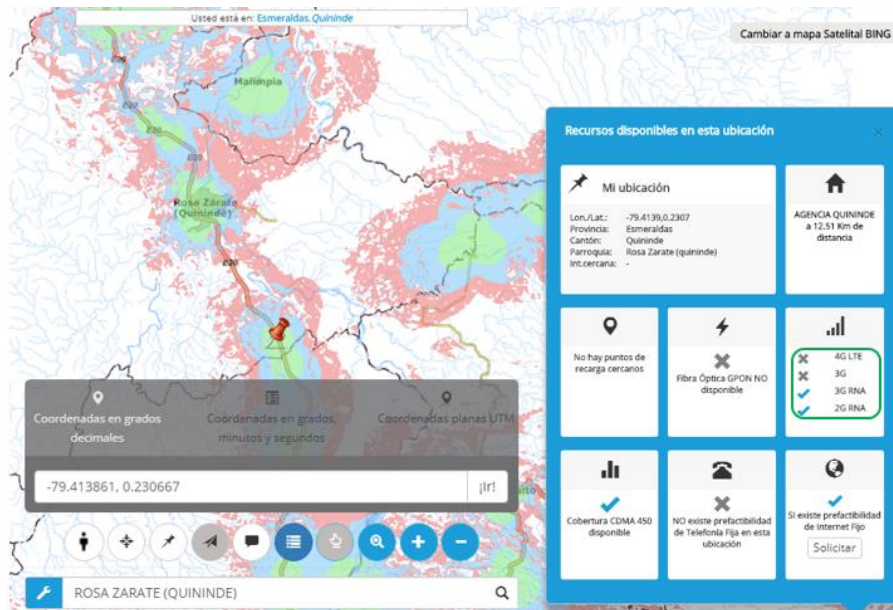 Usted está en: Esmeraldas,Quininde
Cambiar a mapa Satelital BING
Malimpia
E20
E20
Rosa Zárate
(Quinindé)
E20
Recursos disponibles en esta ubicación
×
Mi ubicación
Lon./Lat.: -79.4139,0.2307
Provincia: Esmeraldas
Cantón: Quininde
Parroquia: Rosa Zarate (quininde)
Int.cercana: -
AGENCIA QUININDE
a 12.51 Km de
distancia
No hay puntos de
recarga cercanos
Fibra Óptica GPON NO
disponible
4G LTE
3G
3G RNA
2G RNA
Cobertura CDMA 450
disponible
NO existe prefactibilidad
de Telefonía Fija en esta
ubicación
SI existe prefactibilidad
de Internet Fijo
Solicitar
Coordenadas en grados
decimales
Coordenadas en grados,
minutos y segundos
Coordenadas planas UTM
-79.413861, 0.230667
¡Ir!
ROSA ZARATE (QUININDE)